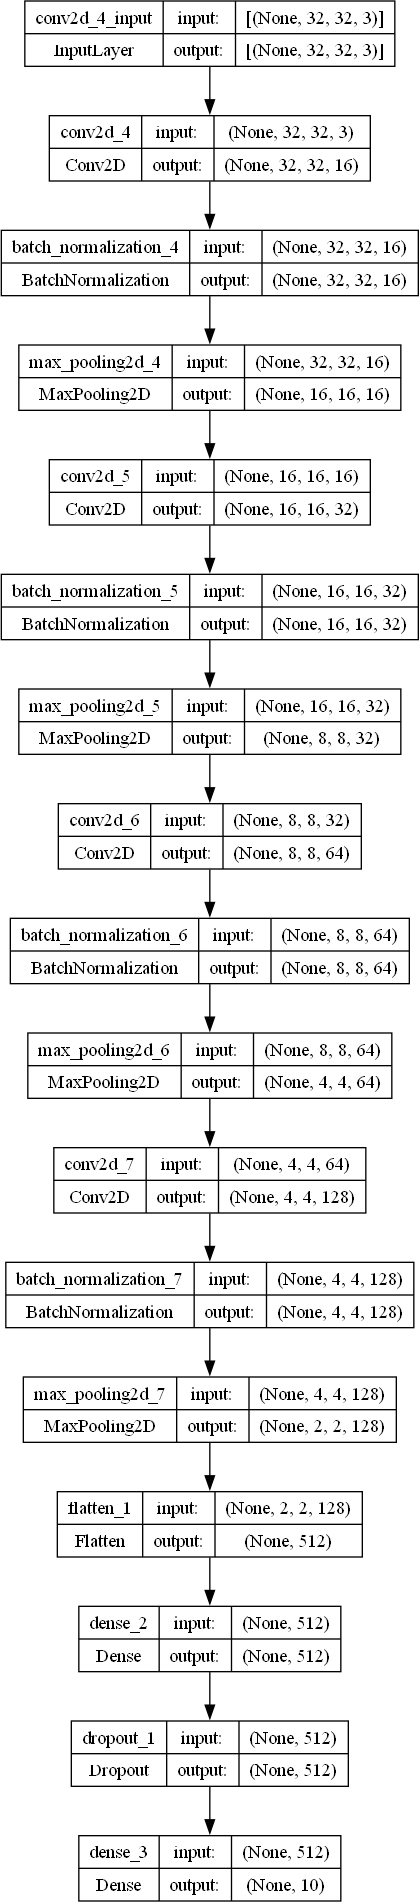 conv2d_4_input input: [(None, 32, 32, 3)]
InputLayer output: [(None, 32, 32, 3)]
conv2d_4 input: (None, 32, 32, 3)
Conv2D output: (None, 32, 32, 16)
batch_normalization_4 input: (None, 32, 32, 16)
BatchNormalization output: (None, 32, 32, 16)
max_pooling2d_4 input: (None, 32, 32, 16)
MaxPooling2D output: (None, 16, 16, 16)
conv2d_5 input: (None, 16, 16, 16)
Conv2D output: (None, 16, 16, 32)
batch_normalization_5 input: (None, 16, 16, 32)
BatchNormalization output: (None, 16, 16, 32)
max_pooling2d_5 input: (None, 16, 16, 32)
MaxPooling2D output: (None, 8, 8, 32)
conv2d_6 input: (None, 8, 8, 32)
Conv2D output: (None, 8, 8, 64)
batch_normalization_6 input: (None, 8, 8, 64)
BatchNormalization output: (None, 8, 8, 64)
max_pooling2d_6 input: (None, 8, 8, 64)
MaxPooling2D output: (None, 4, 4, 64)
conv2d_7 input: (None, 4, 4, 64)
Conv2D output: (None, 4, 4, 128)
batch_normalization_7 input: (None, 4, 4, 128)
BatchNormalization output: (None, 4, 4, 128)
max_pooling2d_7 input: (None, 4, 4, 128)
MaxPooling2D output: (None, 2, 2, 128)
flatten_1 input: (None, 2, 2, 128)
Flatten output: (None, 512)
dense_2 input: (None, 512)
Dense output: (None, 512)
dropout_1 input: (None, 512)
Dropout output: (None, 512)
dense_3 input: (None, 512)
Dense output: (None, 10)